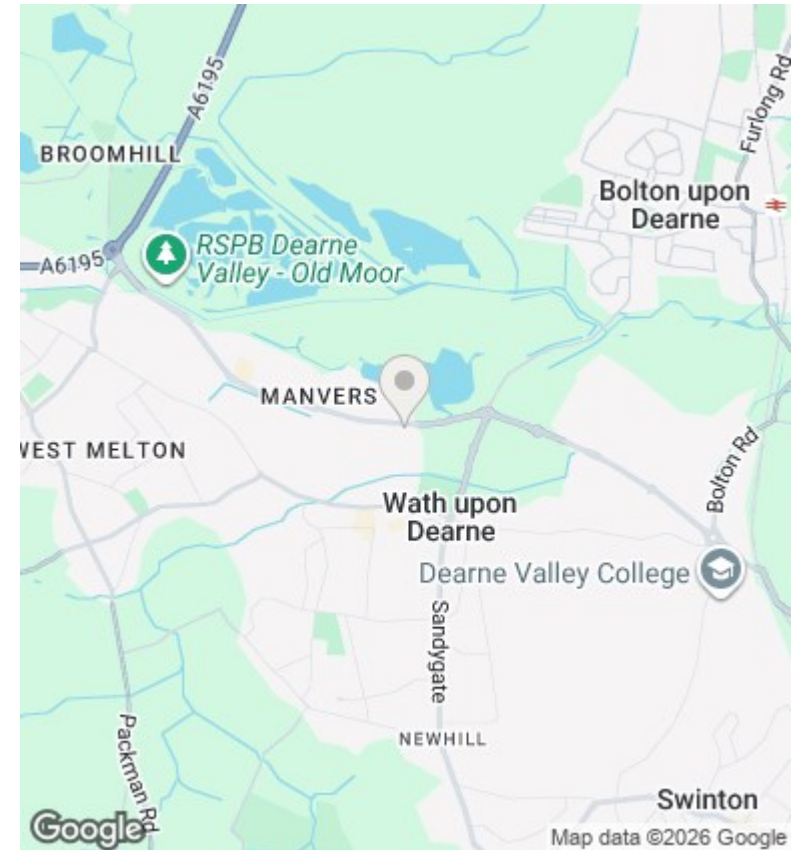 A6195
Furlong Rd
BROOMHILL
Bolton upon
Dearne
RSPB Dearne
Valley - Old Moor
A6195
MANVERS
WEST MELTON
Bolton Rd
Wath upon
Dearne
Dearne Valley College
Sandygate
Packman Rd
NEWHILL
Swinton
Google
Map data ©2026 Google